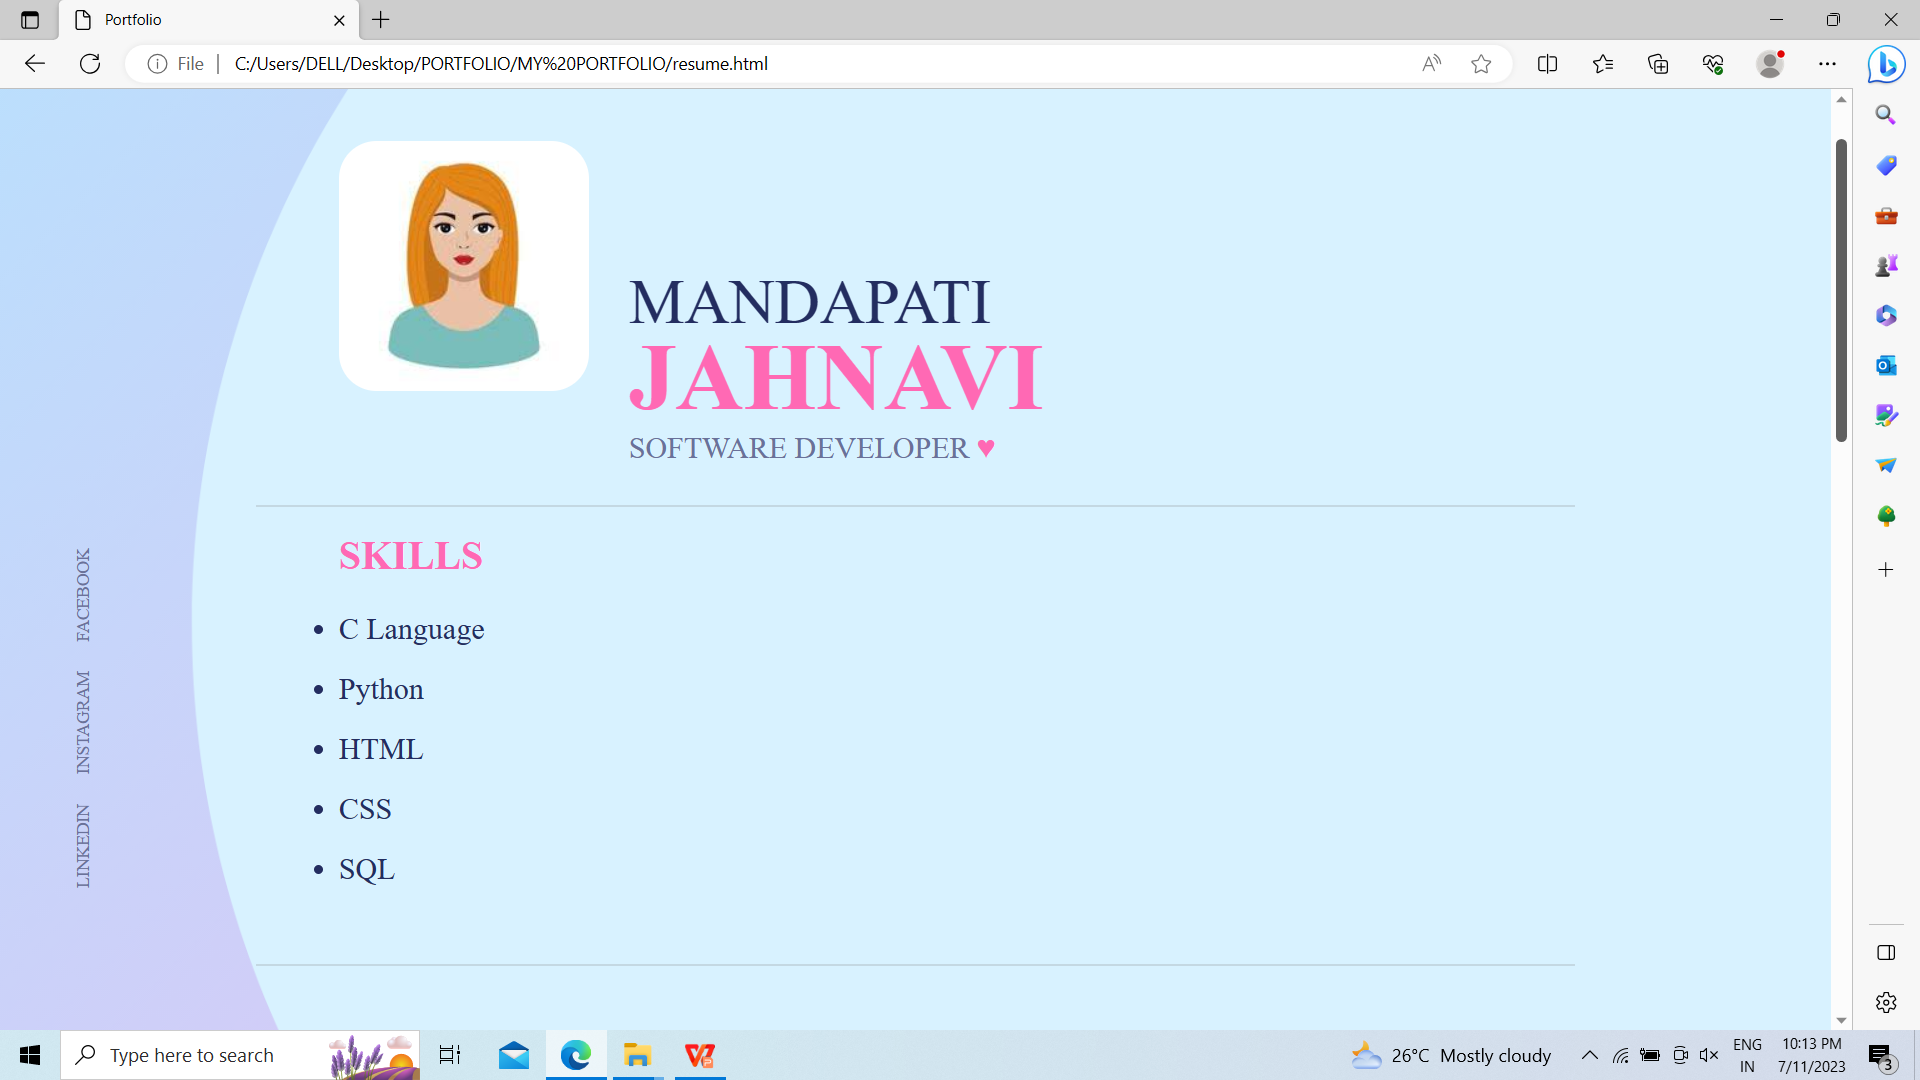 Portfolio
File
C:/Users/DELL/Desktop/PORTFOLIO/MY%20PORTFOLIO/resume.html
MANDAPATI
JAHNAVI
SOFTWARE DEVELOPER ♥
SKILLS
• C Language
• Python
• HTML
• CSS
• SQL
FACEBOOK
INSTAGRAM
LINKEDIN
Type here to search
26°C Mostly cloudy
ENG
IN
10:13 PM
7/11/2023
3